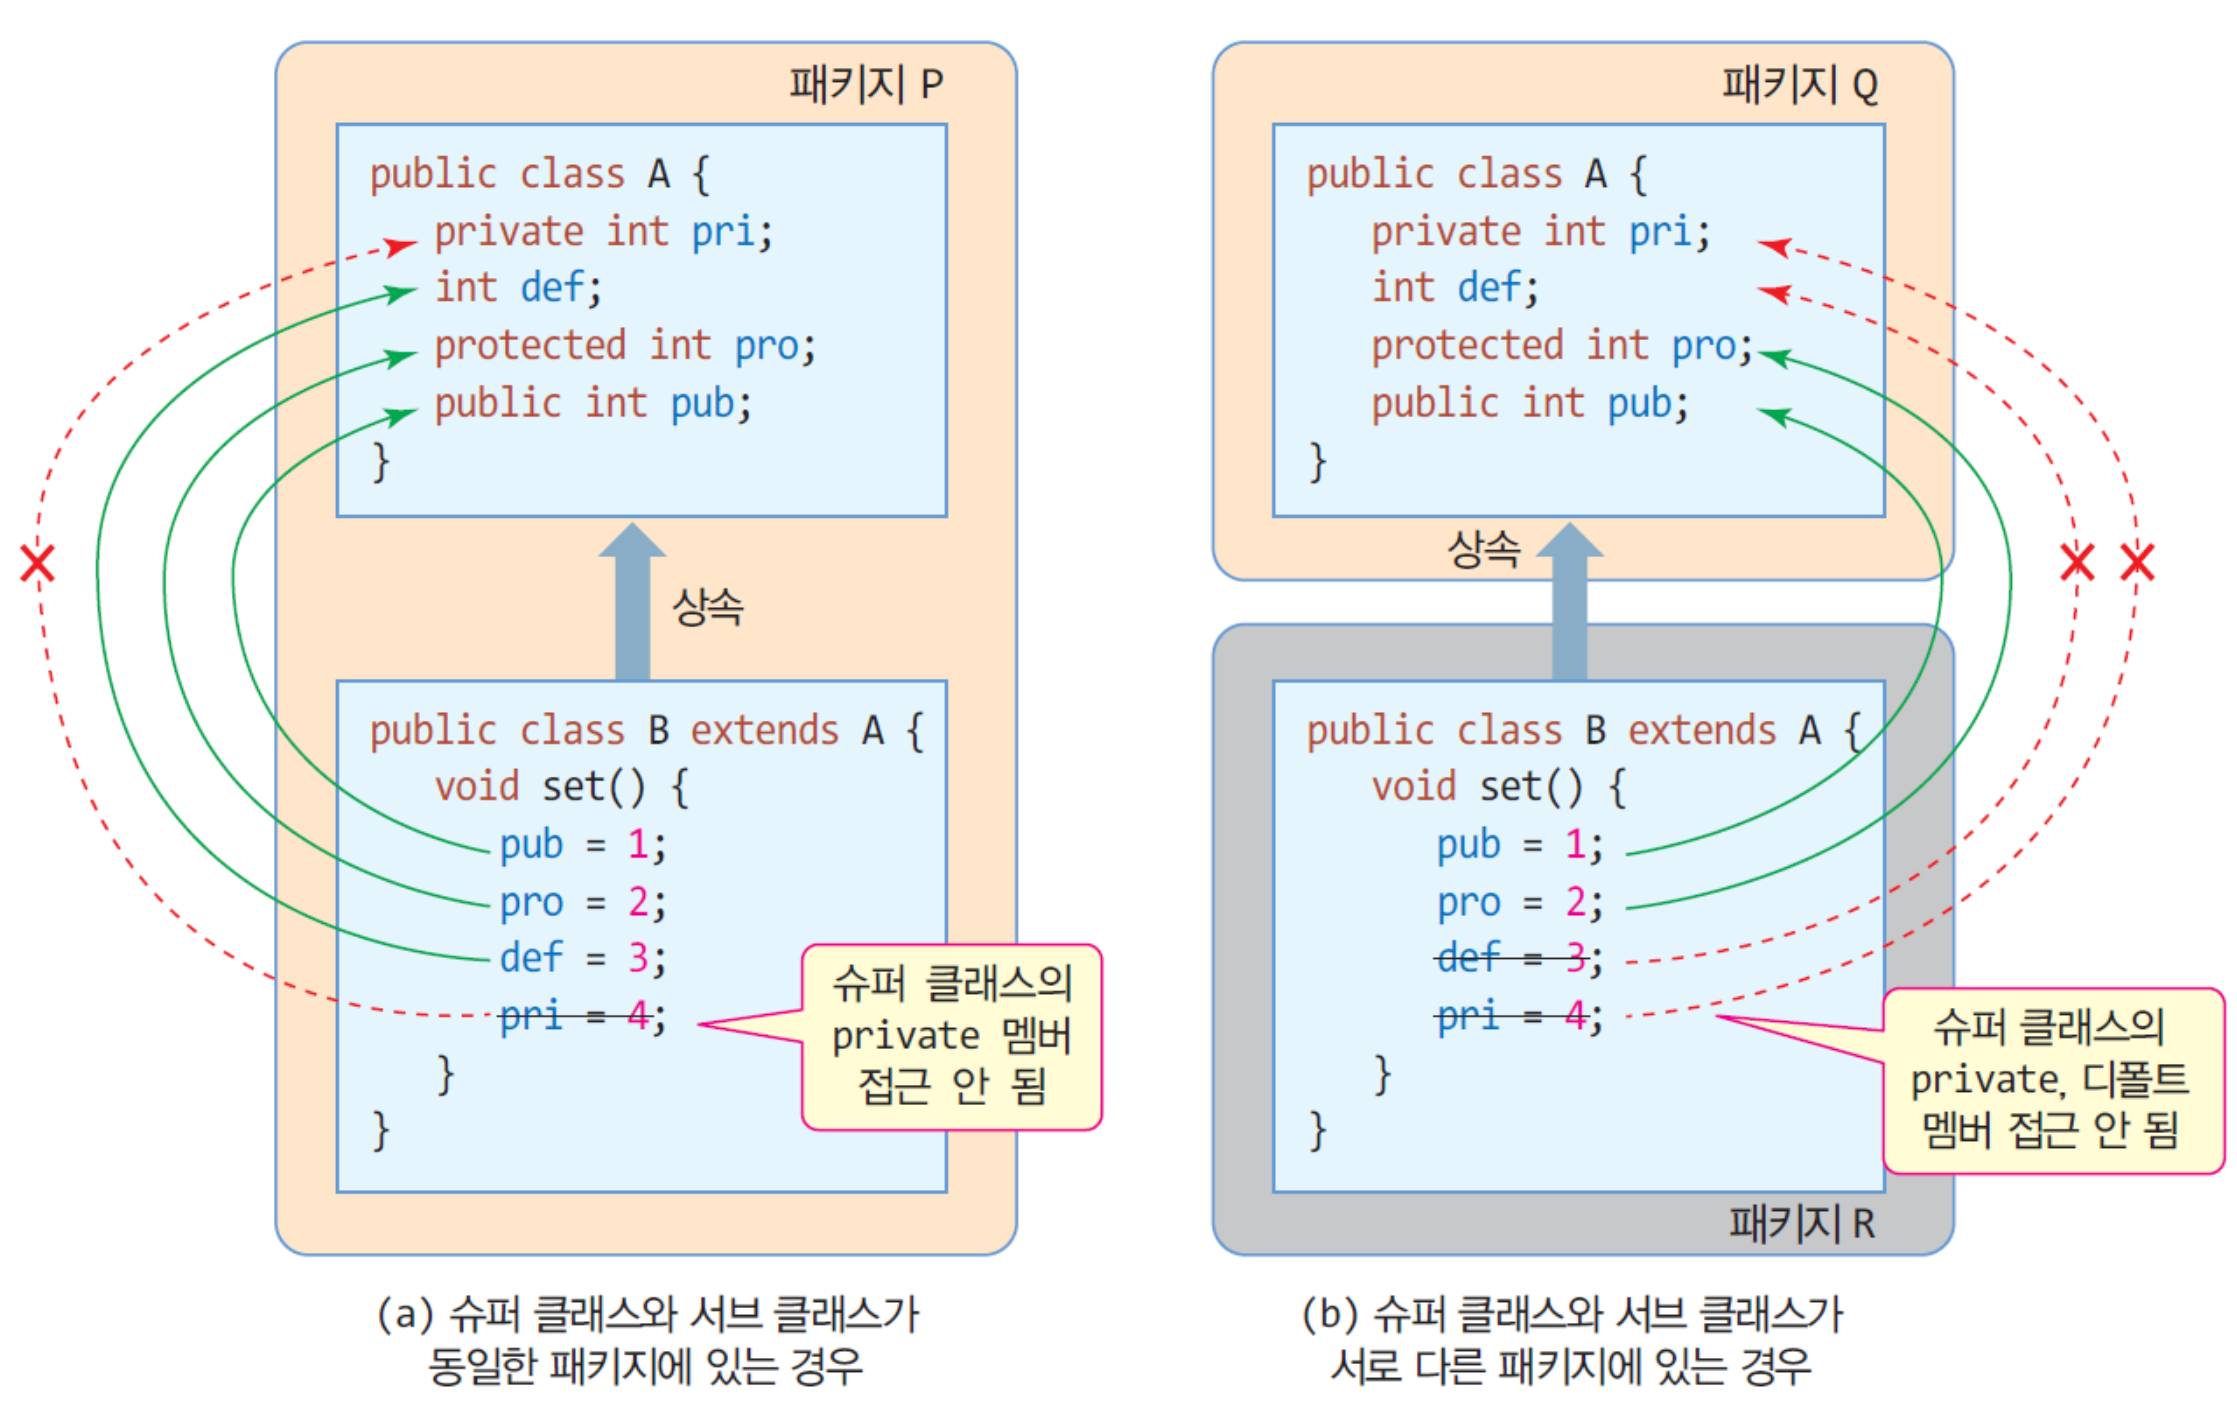 패키지 P
public class A {
private int pri;
int def;
protected int pro;
public int pub;
}
상속
public class B extends A {
void set() {
pub = 1;
pro = 2;
def = 3;
pri = 4;
}
}
슈퍼 클래스의
private 멤버
접근 안 됨
(a) 슈퍼 클래스와 서브 클래스가
동일한 패키지에 있는 경우
패키지 Q
public class A {
private int pri;
int def;
protected int pro;
public int pub;
}
상속
public class B extends A {
void set() {
pub = 1;
pro = 2;
def = 3;
pri = 4;
}
}
슈퍼 클래스의
private, 디폴트
멤버 접근 안 됨
패키지 R
(b) 슈퍼 클래스와 서브 클래스가
서로 다른 패키지에 있는 경우